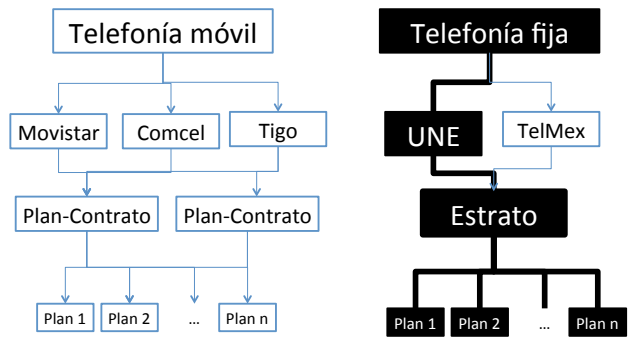 Telefonía móvil
Telefonía fija
Movistar
Comcel
Tigo
UNE
TelMex
Plan-Contrato
Plan-Contrato
Estrato
Plan 1
Plan 2
...
Plan n
Plan 1
Plan 2
...
Plan n